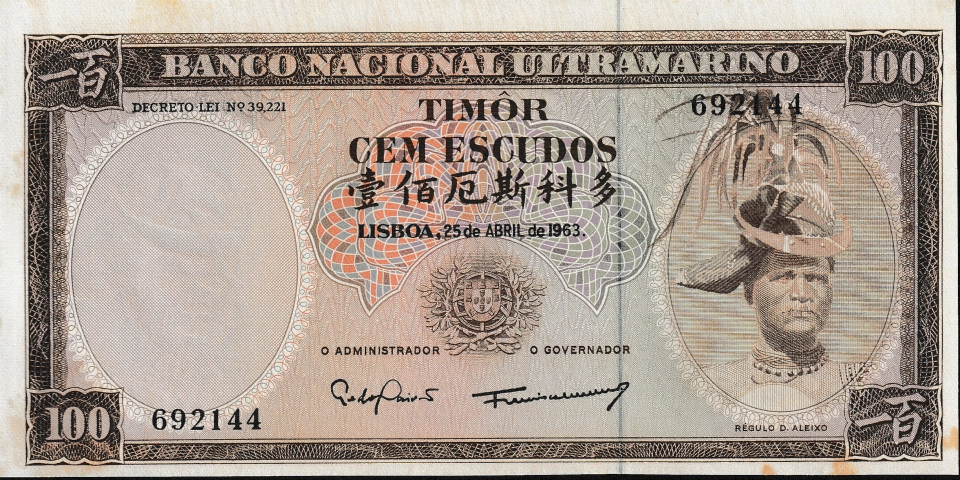 一百
BANCO NACIONAL ULTRAMARINO
100
DECRETO-LEI Nº 39,221
TIMÔR
692144
CEM ESCUDOS
壹佰厄斯科多
LISBOA, 25 de ABRIL de 1963.
O ADMINISTRADOR
O GOVERNADOR
100
692144
RÉGULO D. ALEIXO
一百